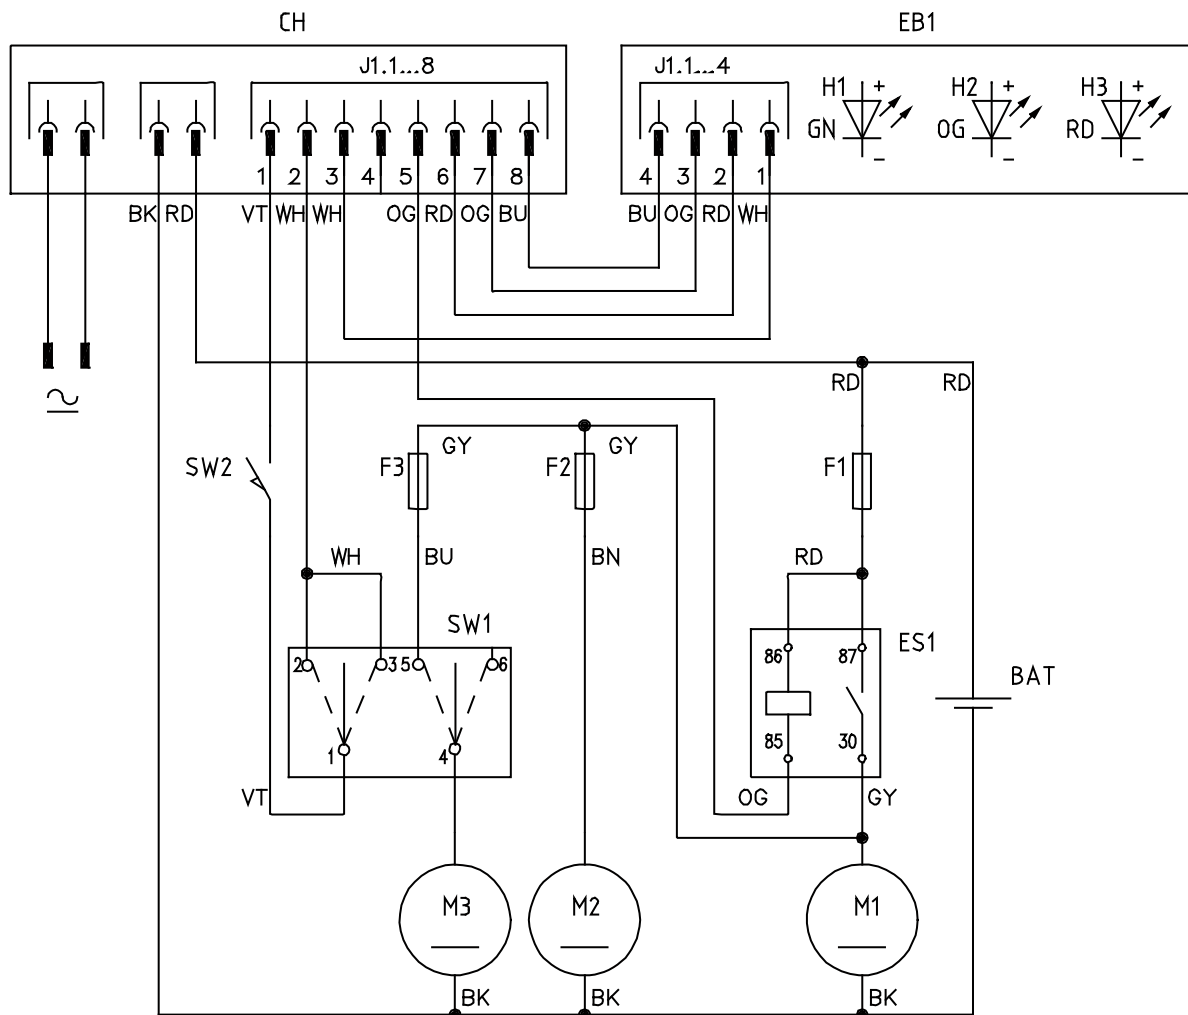 CH EB1
J1.1...8 J1.1...4
H1 + H2 + H3 +
GN OG RD
- - -
1 2 3 4 5 6 7 8 4 3 2 1
BK RD VT WH WH OG RD OG BU BU OG RD WH
RD RD
GY GY
SW2 F3 F2 F1
WH BU BN RD
SW1 ES1
2 3 5 6 86 87
BAT
1 4 85 30
VT OG GY
M3 M2 M1
BK BK BK